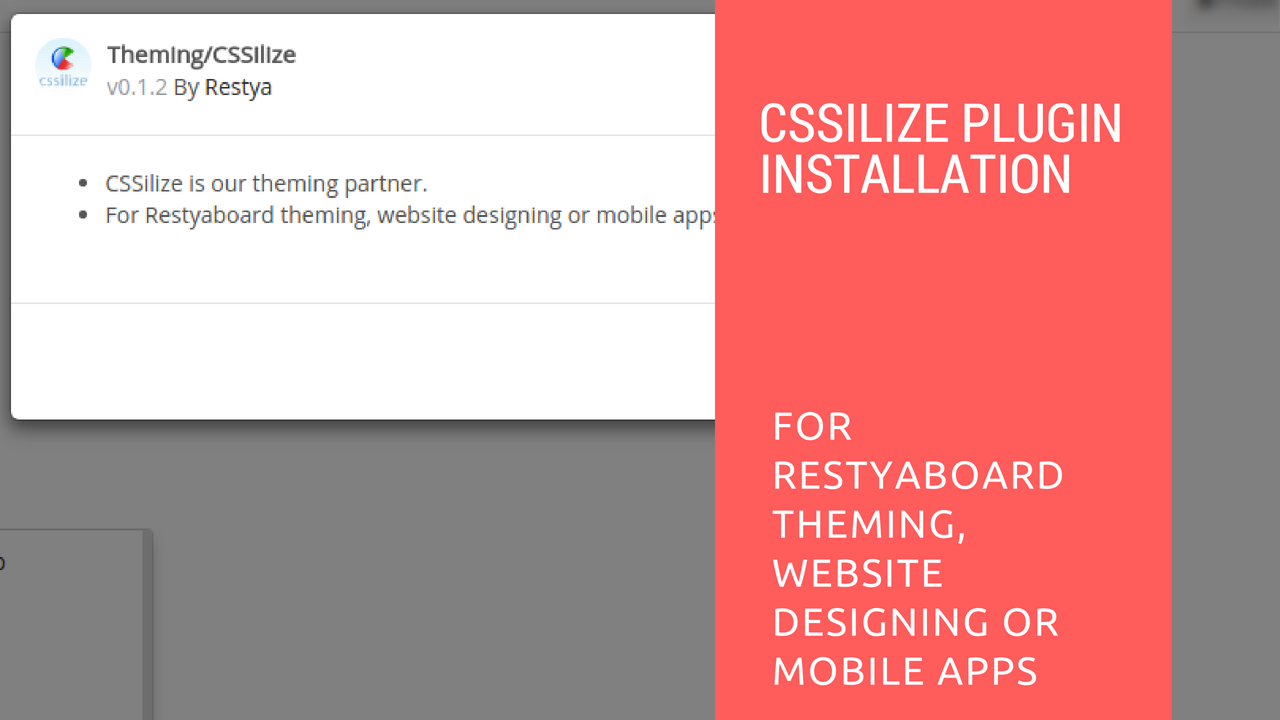 Theming/CSSilize
cssilize
v0.1.2 By Restya
CSSilize is our theming partner.
For Restyaboard theming, website designing or mobile apps
CSSILIZE PLUGIN
INSTALLATION
FOR
RESTYABOARD
THEMING,
WEBSITE
DESIGNING OR
MOBILE APPS